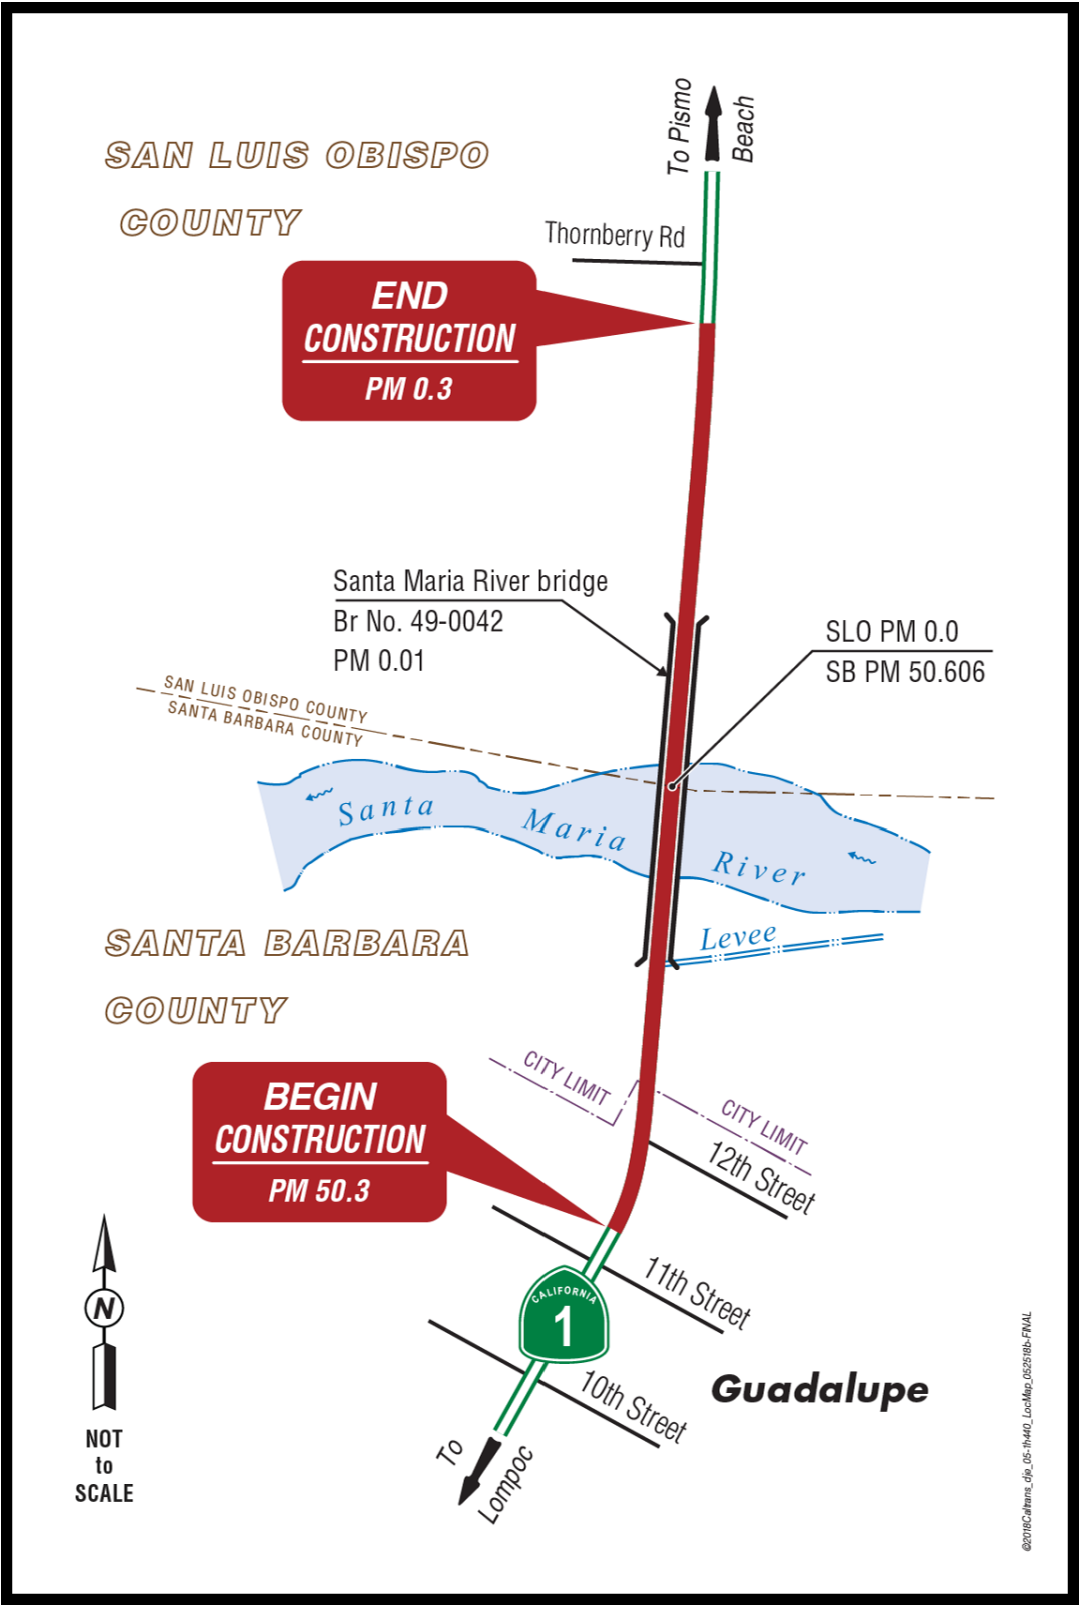 To Pismo
Beach
SAN LUIS OBISPO
COUNTY
Thornberry Rd
END
CONSTRUCTION
PM 0.3
Santa Maria River bridge
Br No. 49-0042
PM 0.01
SLO PM 0.0
SB PM 50.606
SAN LUIS OBISPO COUNTY
SANTA BARBARA COUNTY
Santa Maria River
Levee
SANTA BARBARA
COUNTY
CITY LIMIT
CITY LIMIT
BEGIN
CONSTRUCTION
PM 50.3
12th Street
11th Street
CALIFORNIA
1
10th Street
Guadalupe
N
NOT
to
SCALE
To
Lompoc
©2018Caltrans_dje_05-1h440_LocMap_052518b-FINAL